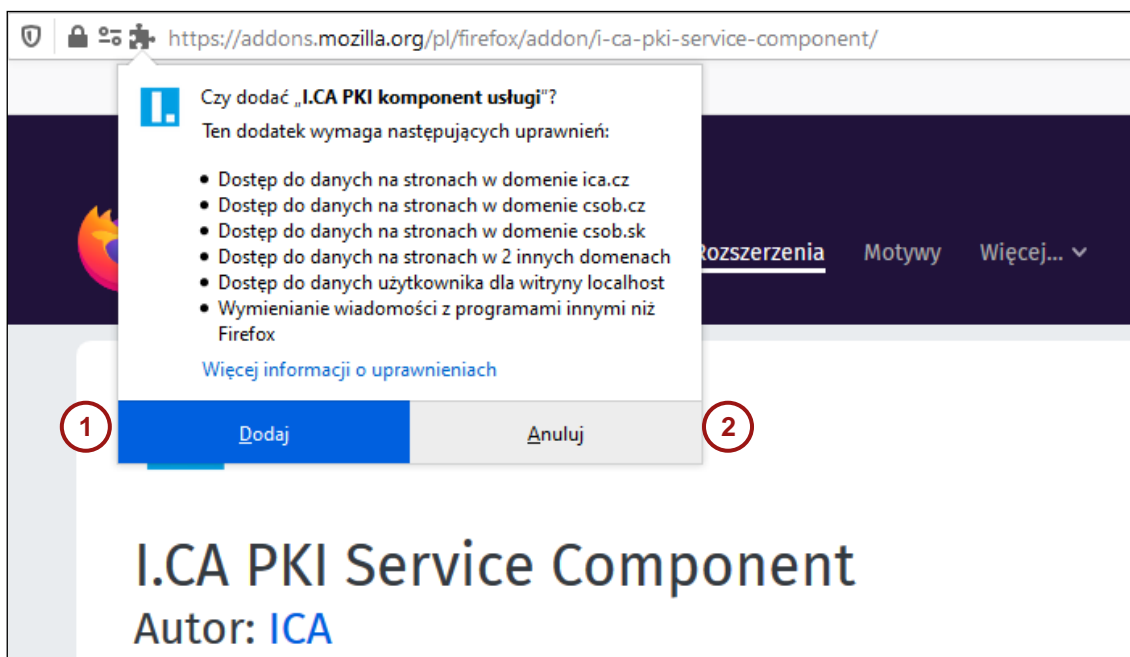 https://addons.mozilla.org/pl/firefox/addon/i-ca-pki-service-component/
I.
Czy dodać „I.CA PKI komponent usługi”?
Ten dodatek wymaga następujących uprawnień:
• Dostęp do danych na stronach w domenie ica.cz
• Dostęp do danych na stronach w domenie csob.cz
• Dostęp do danych na stronach w domenie csob.sk
• Dostęp do danych na stronach w 2 innych domenach
• Dostęp do danych użytkownika dla witryny localhost
• Wymienianie wiadomości z programami innymi niż
Firefox
Więcej informacji o uprawnieniach
Rozszerzenia Motywy Więcej...
1 Dodaj Anuluj 2
I.CA PKI Service Component
Autor: ICA